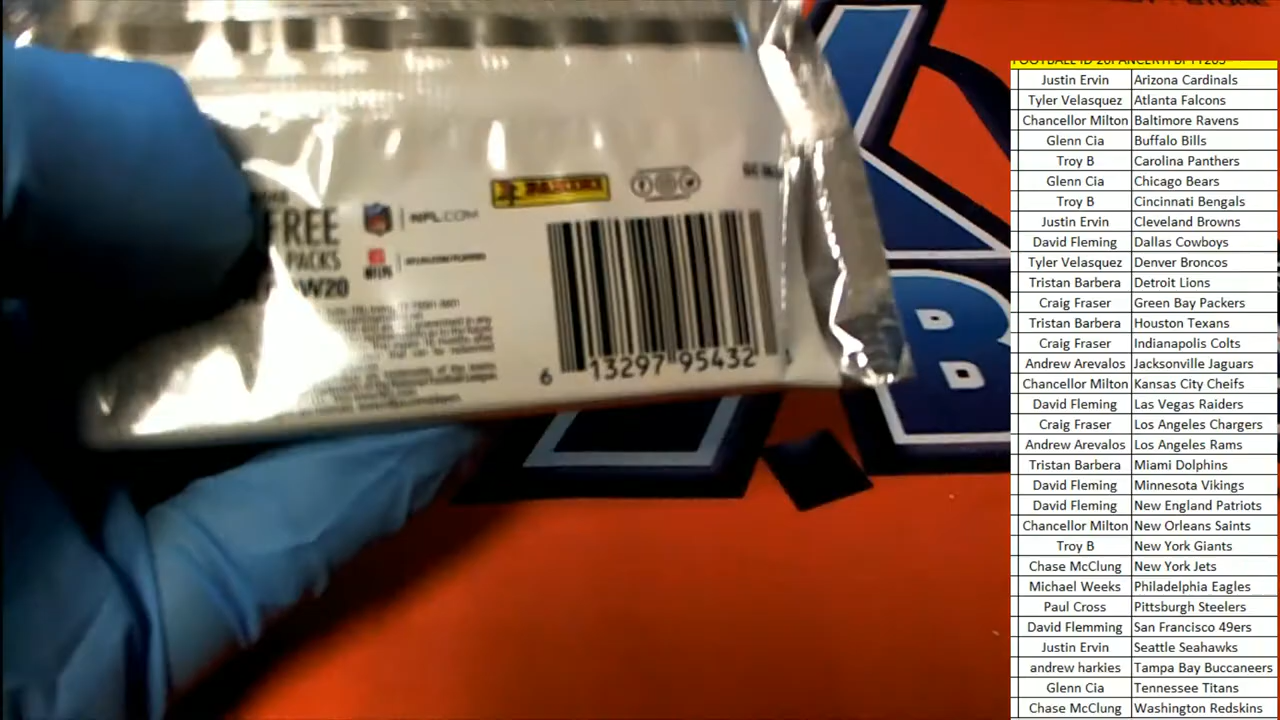 FREE
PACKS
W20
NFL.COM
PANINI
6 13297 95432
B
Justin Ervin Arizona Cardinals
Tyler Velasquez Atlanta Falcons
Chancellor Milton Baltimore Ravens
Glenn Cia Buffalo Bills
Troy B Carolina Panthers
Glenn Cia Chicago Bears
Troy B Cincinnati Bengals
Justin Ervin Cleveland Browns
David Fleming Dallas Cowboys
Tyler Velasquez Denver Broncos
Tristan Barbera Detroit Lions
Craig Fraser Green Bay Packers
Tristan Barbera Houston Texans
Craig Fraser Indianapolis Colts
Andrew Arevalos Jacksonville Jaguars
Chancellor Milton Kansas City Cheifs
David Fleming Las Vegas Raiders
Craig Fraser Los Angeles Chargers
Andrew Arevalos Los Angeles Rams
Tristan Barbera Miami Dolphins
David Fleming Minnesota Vikings
David Fleming New England Patriots
Chancellor Milton New Orleans Saints
Troy B New York Giants
Chase McClung New York Jets
Michael Weeks Philadelphia Eagles
Paul Cross Pittsburgh Steelers
David Flemming San Francisco 49ers
Justin Ervin Seattle Seahawks
andrew harkies Tampa Bay Buccaneers
Glenn Cia Tennessee Titans
Chase McClung Washington Redskins